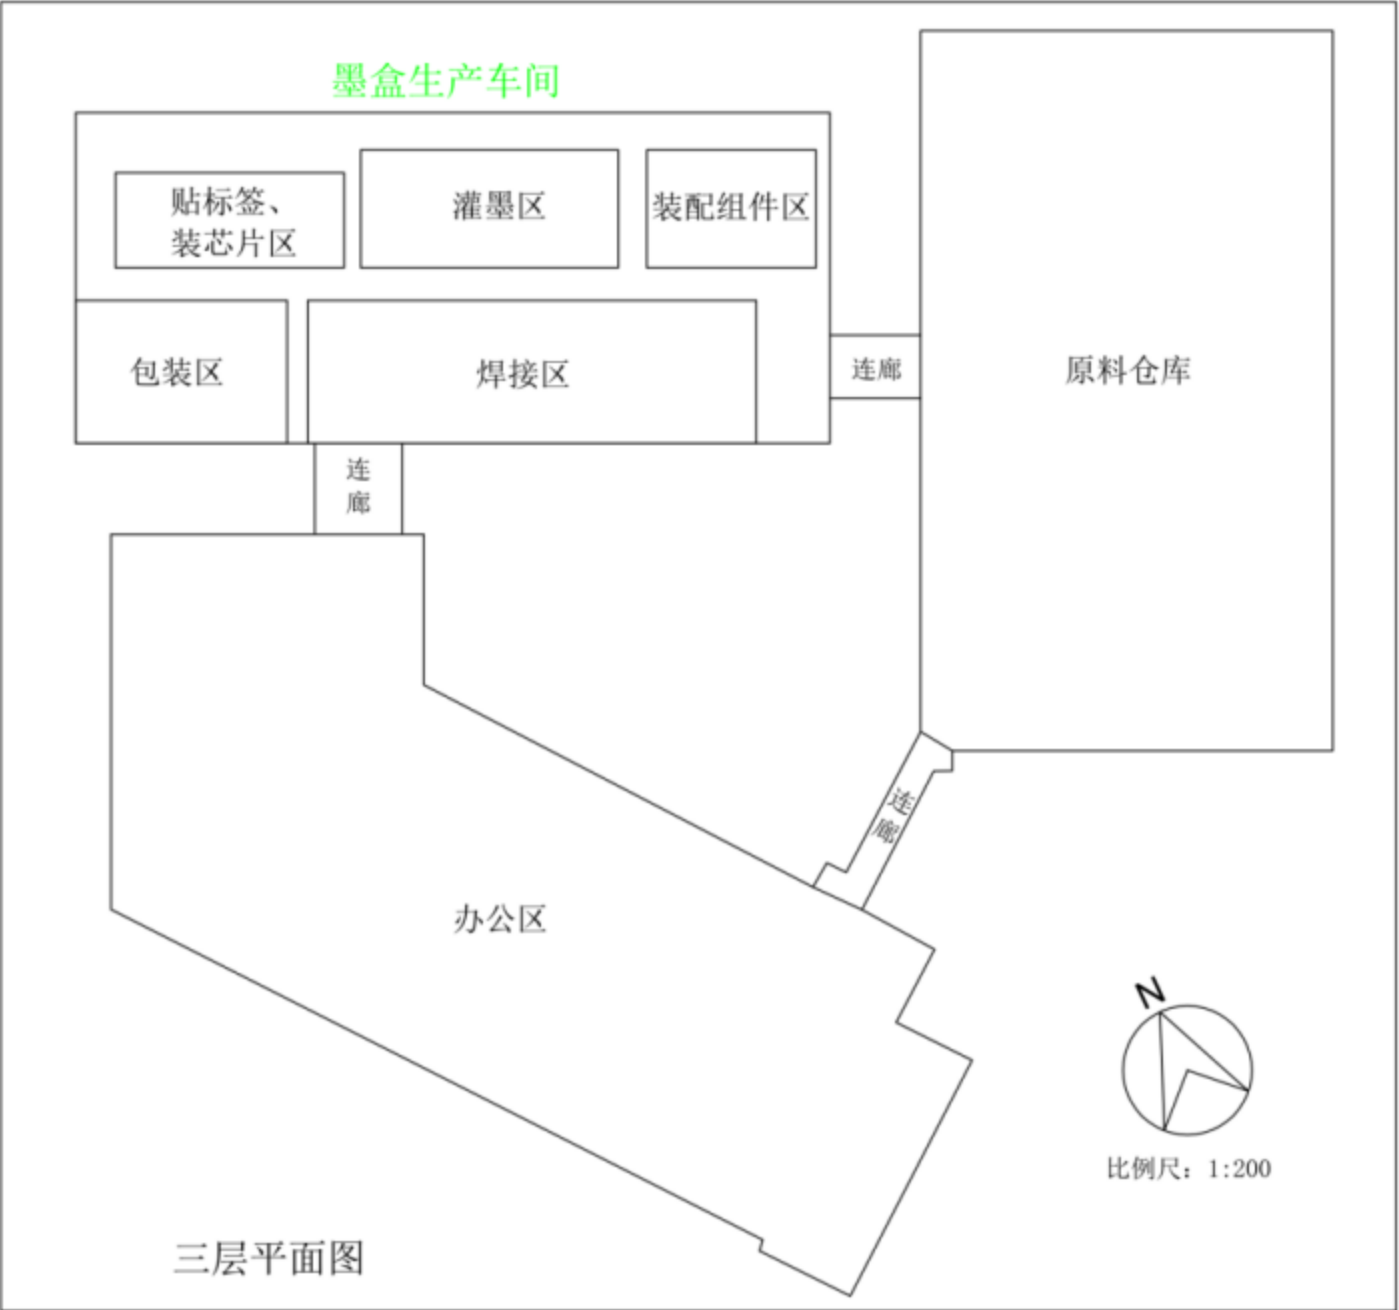 墨盒生产车间
贴标签、
装芯片区
灌墨区
装配组件区
包装区
焊接区
连廊
原料仓库
连
廊
连
廊
办公区
N
比例尺：1:200
三层平面图